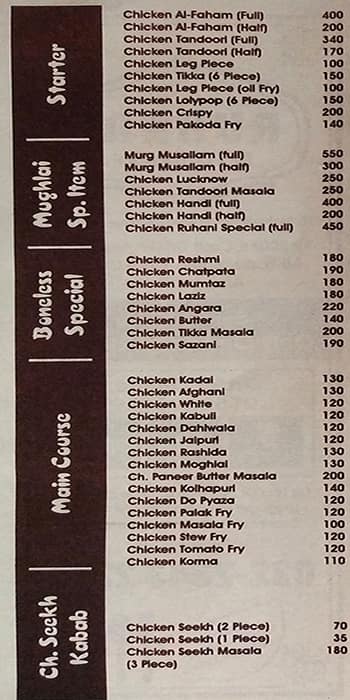 Starter
Chicken Al-Faham (Full) 400
Chicken Al-Faham (Half) 200
Chicken Tandoori (Full) 340
Chicken Tandoori (Half) 170
Chicken Leg Piece 100
Chicken Tikka (6 Piece) 150
Chicken Leg Piece (oil Fry) 100
Chicken Lolypop (6 Piece) 150
Chicken Crispy 200
Chicken Pakoda Fry 140
Mughlai
Sp. Item
Murg Musallam (full) 550
Murg Musallam (half) 300
Chicken Lucknow 250
Chicken Tandoori Masala 250
Chicken Handi (full) 400
Chicken Handi (half) 200
Chicken Ruhani Special (full) 450
Boneless
Special
Chicken Reshmi 180
Chicken Chatpata 190
Chicken Mumtaz 180
Chicken Laziz 180
Chicken Angara 220
Chicken Butter 140
Chicken Tikka Masala 200
Chicken Sazani 190
Main Course
Chicken Kadai 130
Chicken Afghani 130
Chicken White 120
Chicken Kabuli 120
Chicken Dahiwala 120
Chicken Jaipuri 120
Chicken Rashida 130
Chicken Moghlai 130
Ch. Paneer Butter Masala 200
Chicken Kolhapuri 140
Chicken Do Pyaza 120
Chicken Palak Fry 120
Chicken Masala Fry 100
Chicken Stew Fry 120
Chicken Tomato Fry 120
Chicken Korma 110
Ch. Seekh
Kabab
Chicken Seekh (2 Piece) 70
Chicken Seekh (1 Piece) 35
Chicken Seekh Masala 180
(3 Piece)